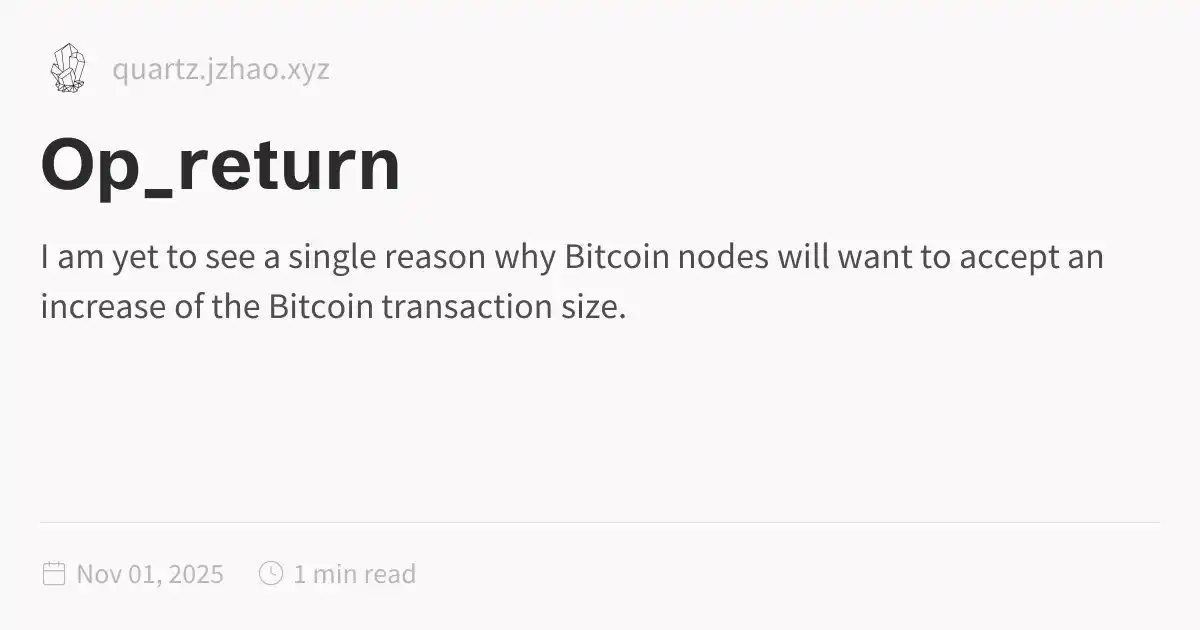 quartz.jzhao.xyz
Op_return
I am yet to see a single reason why Bitcoin nodes will want to accept an
increase of the Bitcoin transaction size.
Nov 01, 2025 1 min read